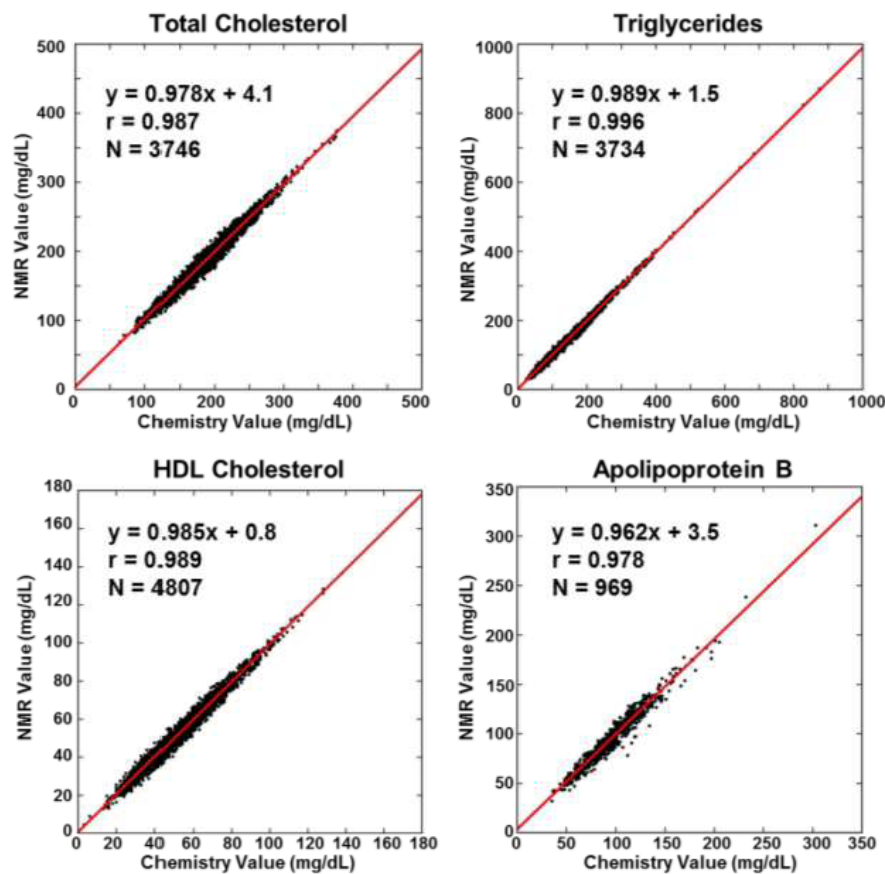 Total Cholesterol
500
400
300
200
100
0
NMR Value (mg/dL)
y = 0.978x + 4.1
r = 0.987
N = 3746
100 200 300 400 500
Chemistry Value (mg/dL)
Triglycerides
1000
800
600
400
200
0
NMR Value (mg/dL)
y = 0.989x + 1.5
r = 0.996
N = 3734
0 200 400 600 800 1000
Chemistry Value (mg/dL)
HDL Cholesterol
180
160
140
120
100
80
60
40
20
0
NMR Value (mg/dL)
y = 0.985x + 0.8
r = 0.989
N = 4807
0 20 40 60 80 100 120 140 160 180
Chemistry Value (mg/dL)
Apolipoprotein B
350
300
250
200
150
100
50
0
NMR Value (mg/dL)
y = 0.962x + 3.5
r = 0.978
N = 969
0 50 100 150 200 250 300 350
Chemistry Value (mg/dL)